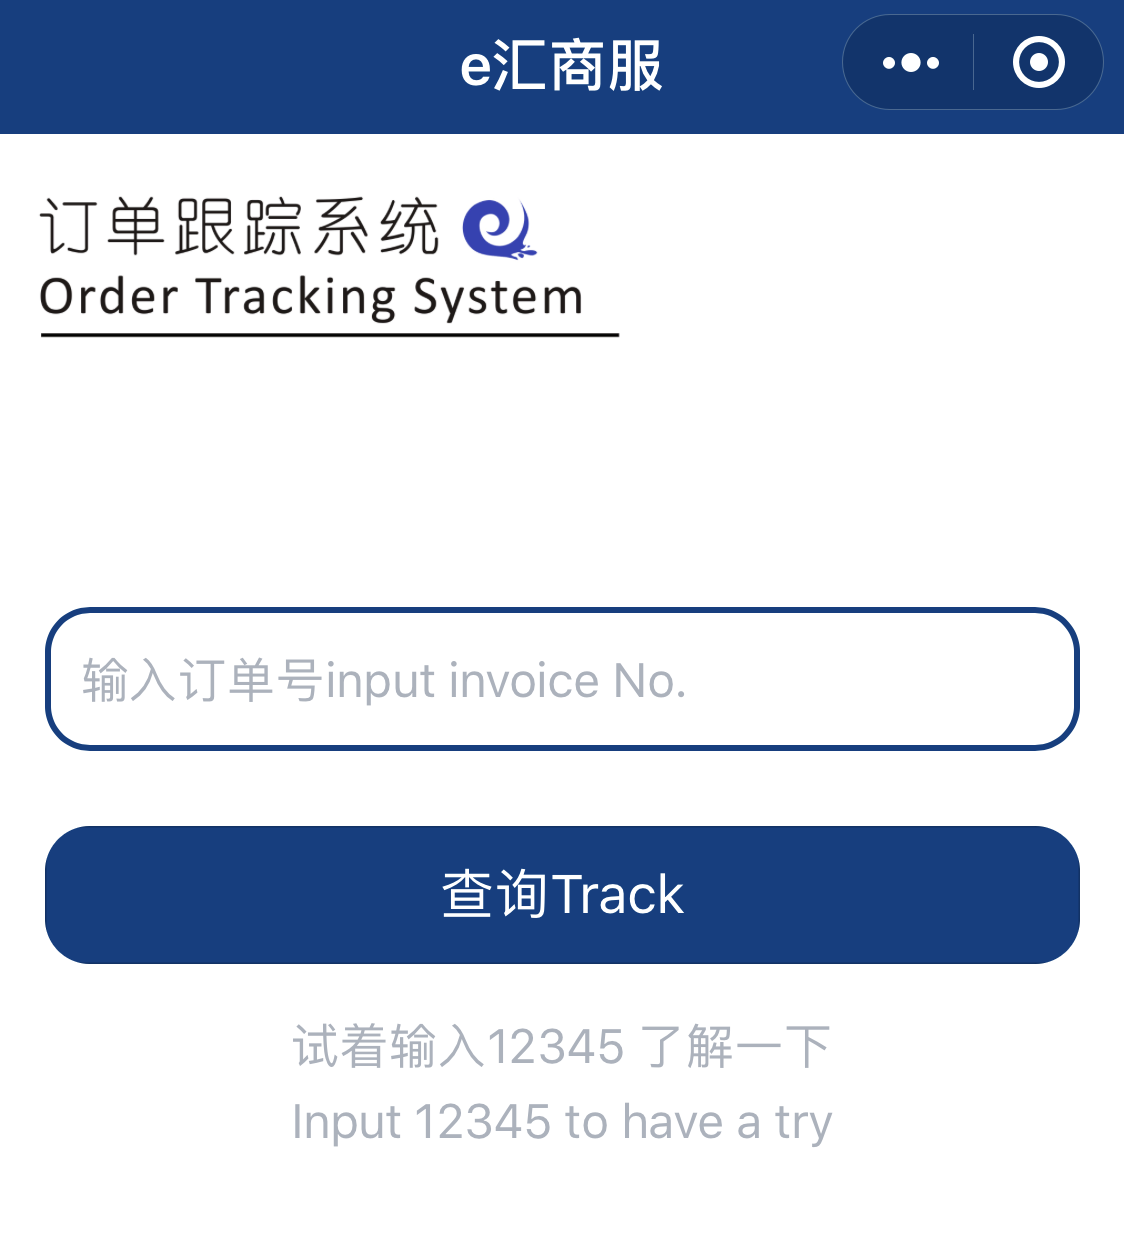 e汇商服
订单跟踪系统
Order Tracking System
输入订单号input invoice No.
查询Track
试着输入12345 了解一下
Input 12345 to have a try